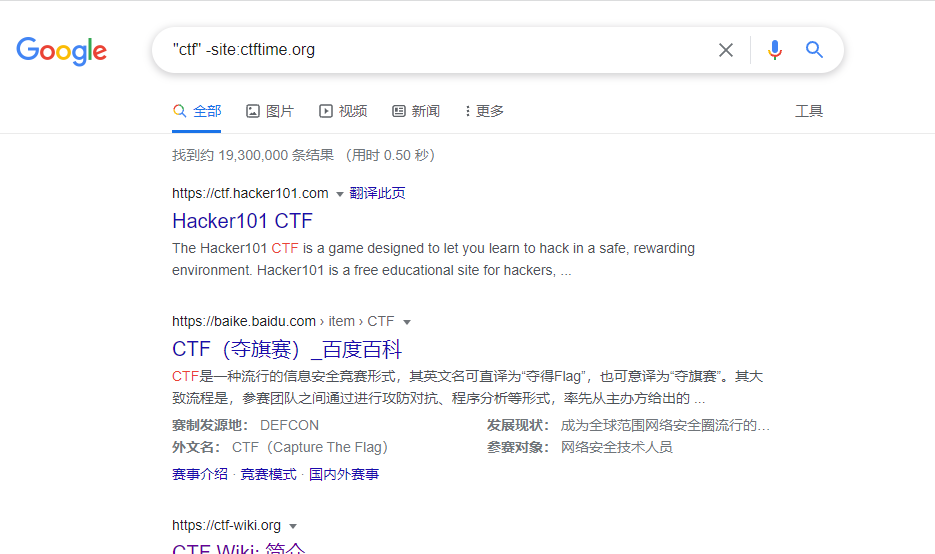 Google
"ctf" -site:ctftime.org
全部 图片 视频 新闻 更多 工具
找到约 19,300,000 条结果 （用时 0.50 秒）
https://ctf.hacker101.com 翻译此页
Hacker101 CTF
The Hacker101 CTF is a game designed to let you learn to hack in a safe, rewarding
environment. Hacker101 is a free educational site for hackers, ...
https://baike.baidu.com › item › CTF
CTF（夺旗赛）_百度百科
CTF是一种流行的信息安全竞赛形式，其英文名可直译为“夺得Flag”，也可意译为“夺旗赛”。其大
致流程是，参赛团队之间通过进行攻防对抗、程序分析等形式，率先从主办方给出的 ...
赛制发源地： DEFCON 发展现状： 成为全球范围网络安全圈流行的…
外文名： CTF（Capture The Flag） 参赛对象： 网络安全技术人员
赛事介绍 · 竞赛模式 · 国内外赛事
https://ctf-wiki.org
CTF Wiki: 简介